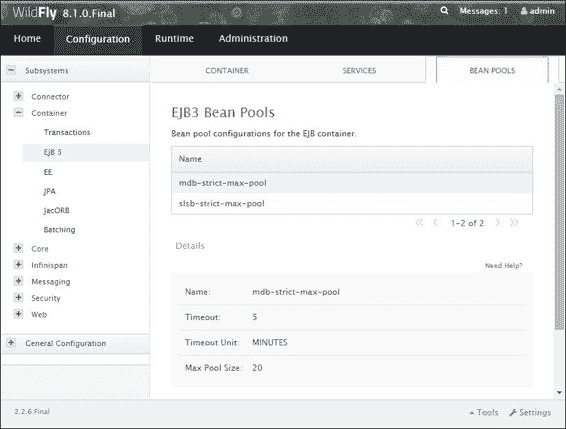 WildFly 8.1.0.Final
Messages: 1 admin
Home Configuration Runtime Administration
Subsystems
Connector
Container
Transactions
EJB 3
EE
JPA
JacORB
Batching
Core
Infinispan
Messaging
Security
Web
General Configuration
CONTAINER SERVICES BEAN POOLS
EJB3 Bean Pools
Bean pool configurations for the EJB container.
Name
mdb-strict-max-pool
slsb-strict-max-pool
1-2 of 2
Details
Need Help?
Name: mdb-strict-max-pool
Timeout: 5
Timeout Unit: MINUTES
Max Pool Size: 20
2.2.6.Final
Tools Settings